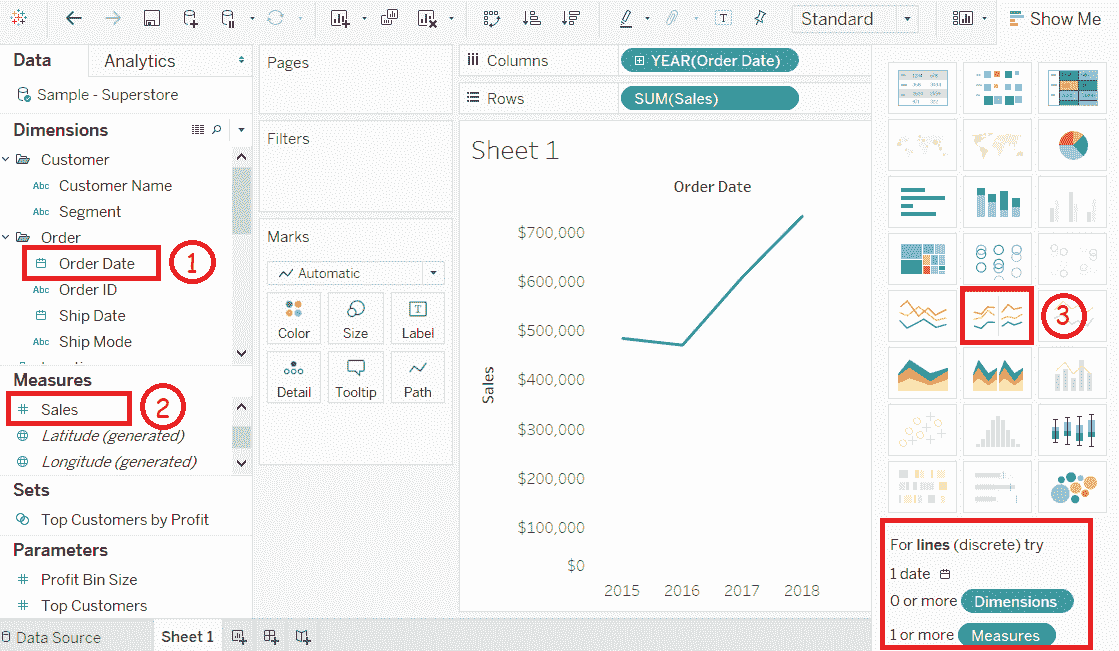 Standard
Show Me
Data
Analytics
Sample - Superstore
Dimensions
Customer
Abc Customer Name
Abc Segment
Order
Order Date
1
Abc Order ID
Ship Date
Abc Ship Mode
Measures
# Sales
2
Latitude (generated)
Longitude (generated)
Sets
Top Customers by Profit
Parameters
# Profit Bin Size
# Top Customers
Pages
Filters
Marks
Automatic
Color
Size
T
Label
Detail
Tooltip
Path
Columns
YEAR(Order Date)
Rows
SUM(Sales)
Sheet 1
Order Date
Sales
$700,000
$600,000
$500,000
$400,000
$300,000
$200,000
$100,000
$0
2015 2016 2017 2018
3
For lines (discrete) try
1 date
0 or more Dimensions
1 or more Measures
Data Source
Sheet 1